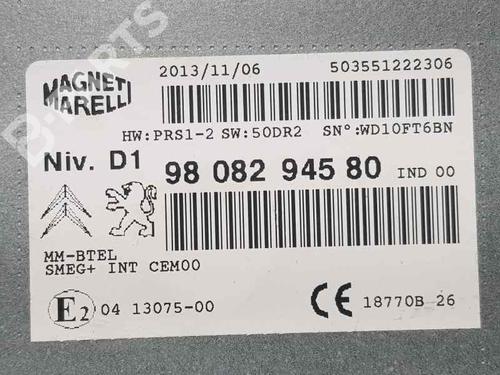 MAGNETI MARELLI
2013/11/06 503551222306
HW:PRS1-2 SW:50DR2 SN°:WD10FT6BN
Niv. D1 98 082 945 80 IND 00
MM-BTEL
SMEG+ INT CEM00
E2 04 13075-00 CE 18770B 26